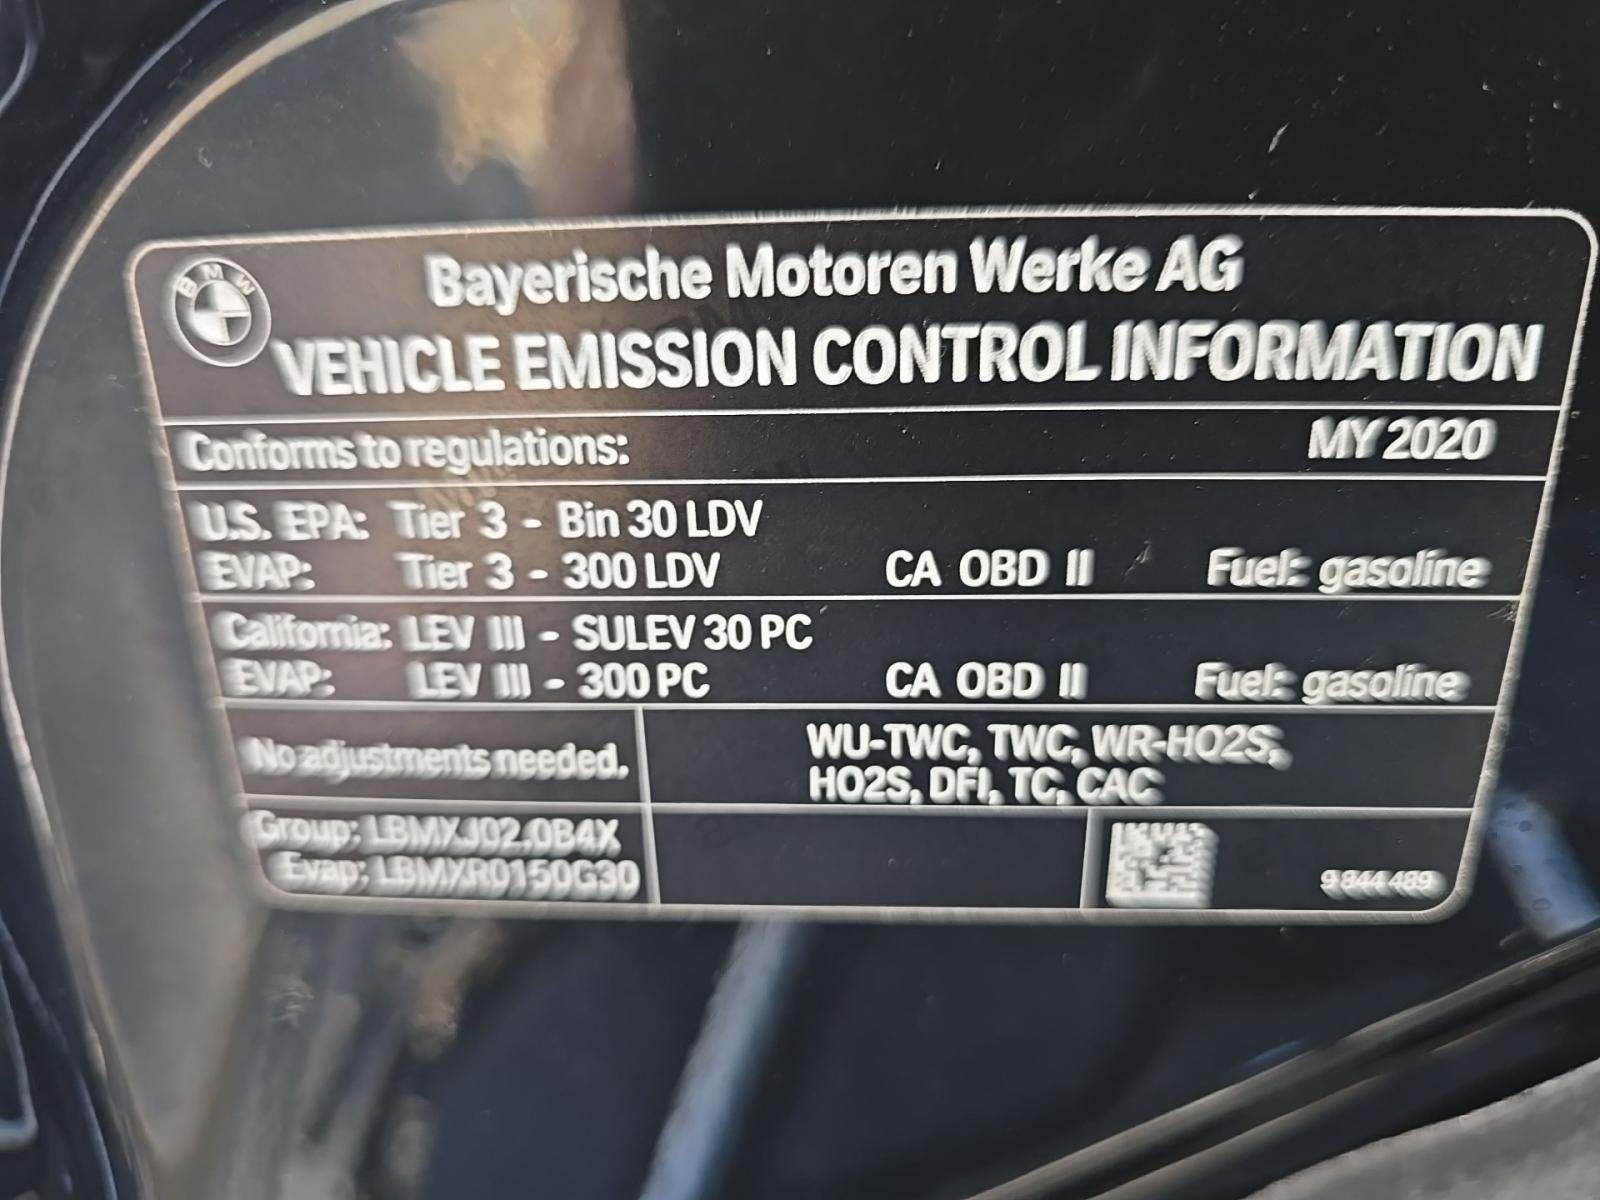 BMW
Bayerische Motoren Werke AG
VEHICLE EMISSION CONTROL INFORMATION
Conforms to regulations: MY 2020
U.S. EPA: Tier 3 - Bin 30 LDV
EVAP: Tier 3 - 300 LDV CA OBD II Fuel: gasoline
California: LEV III - SULEV 30 PC
EVAP: LEV III - 300 PC CA OBD II Fuel: gasoline
No adjustments needed.
WU-TWC, TWC, WR-HO2S,
HO2S, DFI, TC, CAC
Group: LBMXJ02.0B4X
Evap: LBMXR0150G30
9 844 489